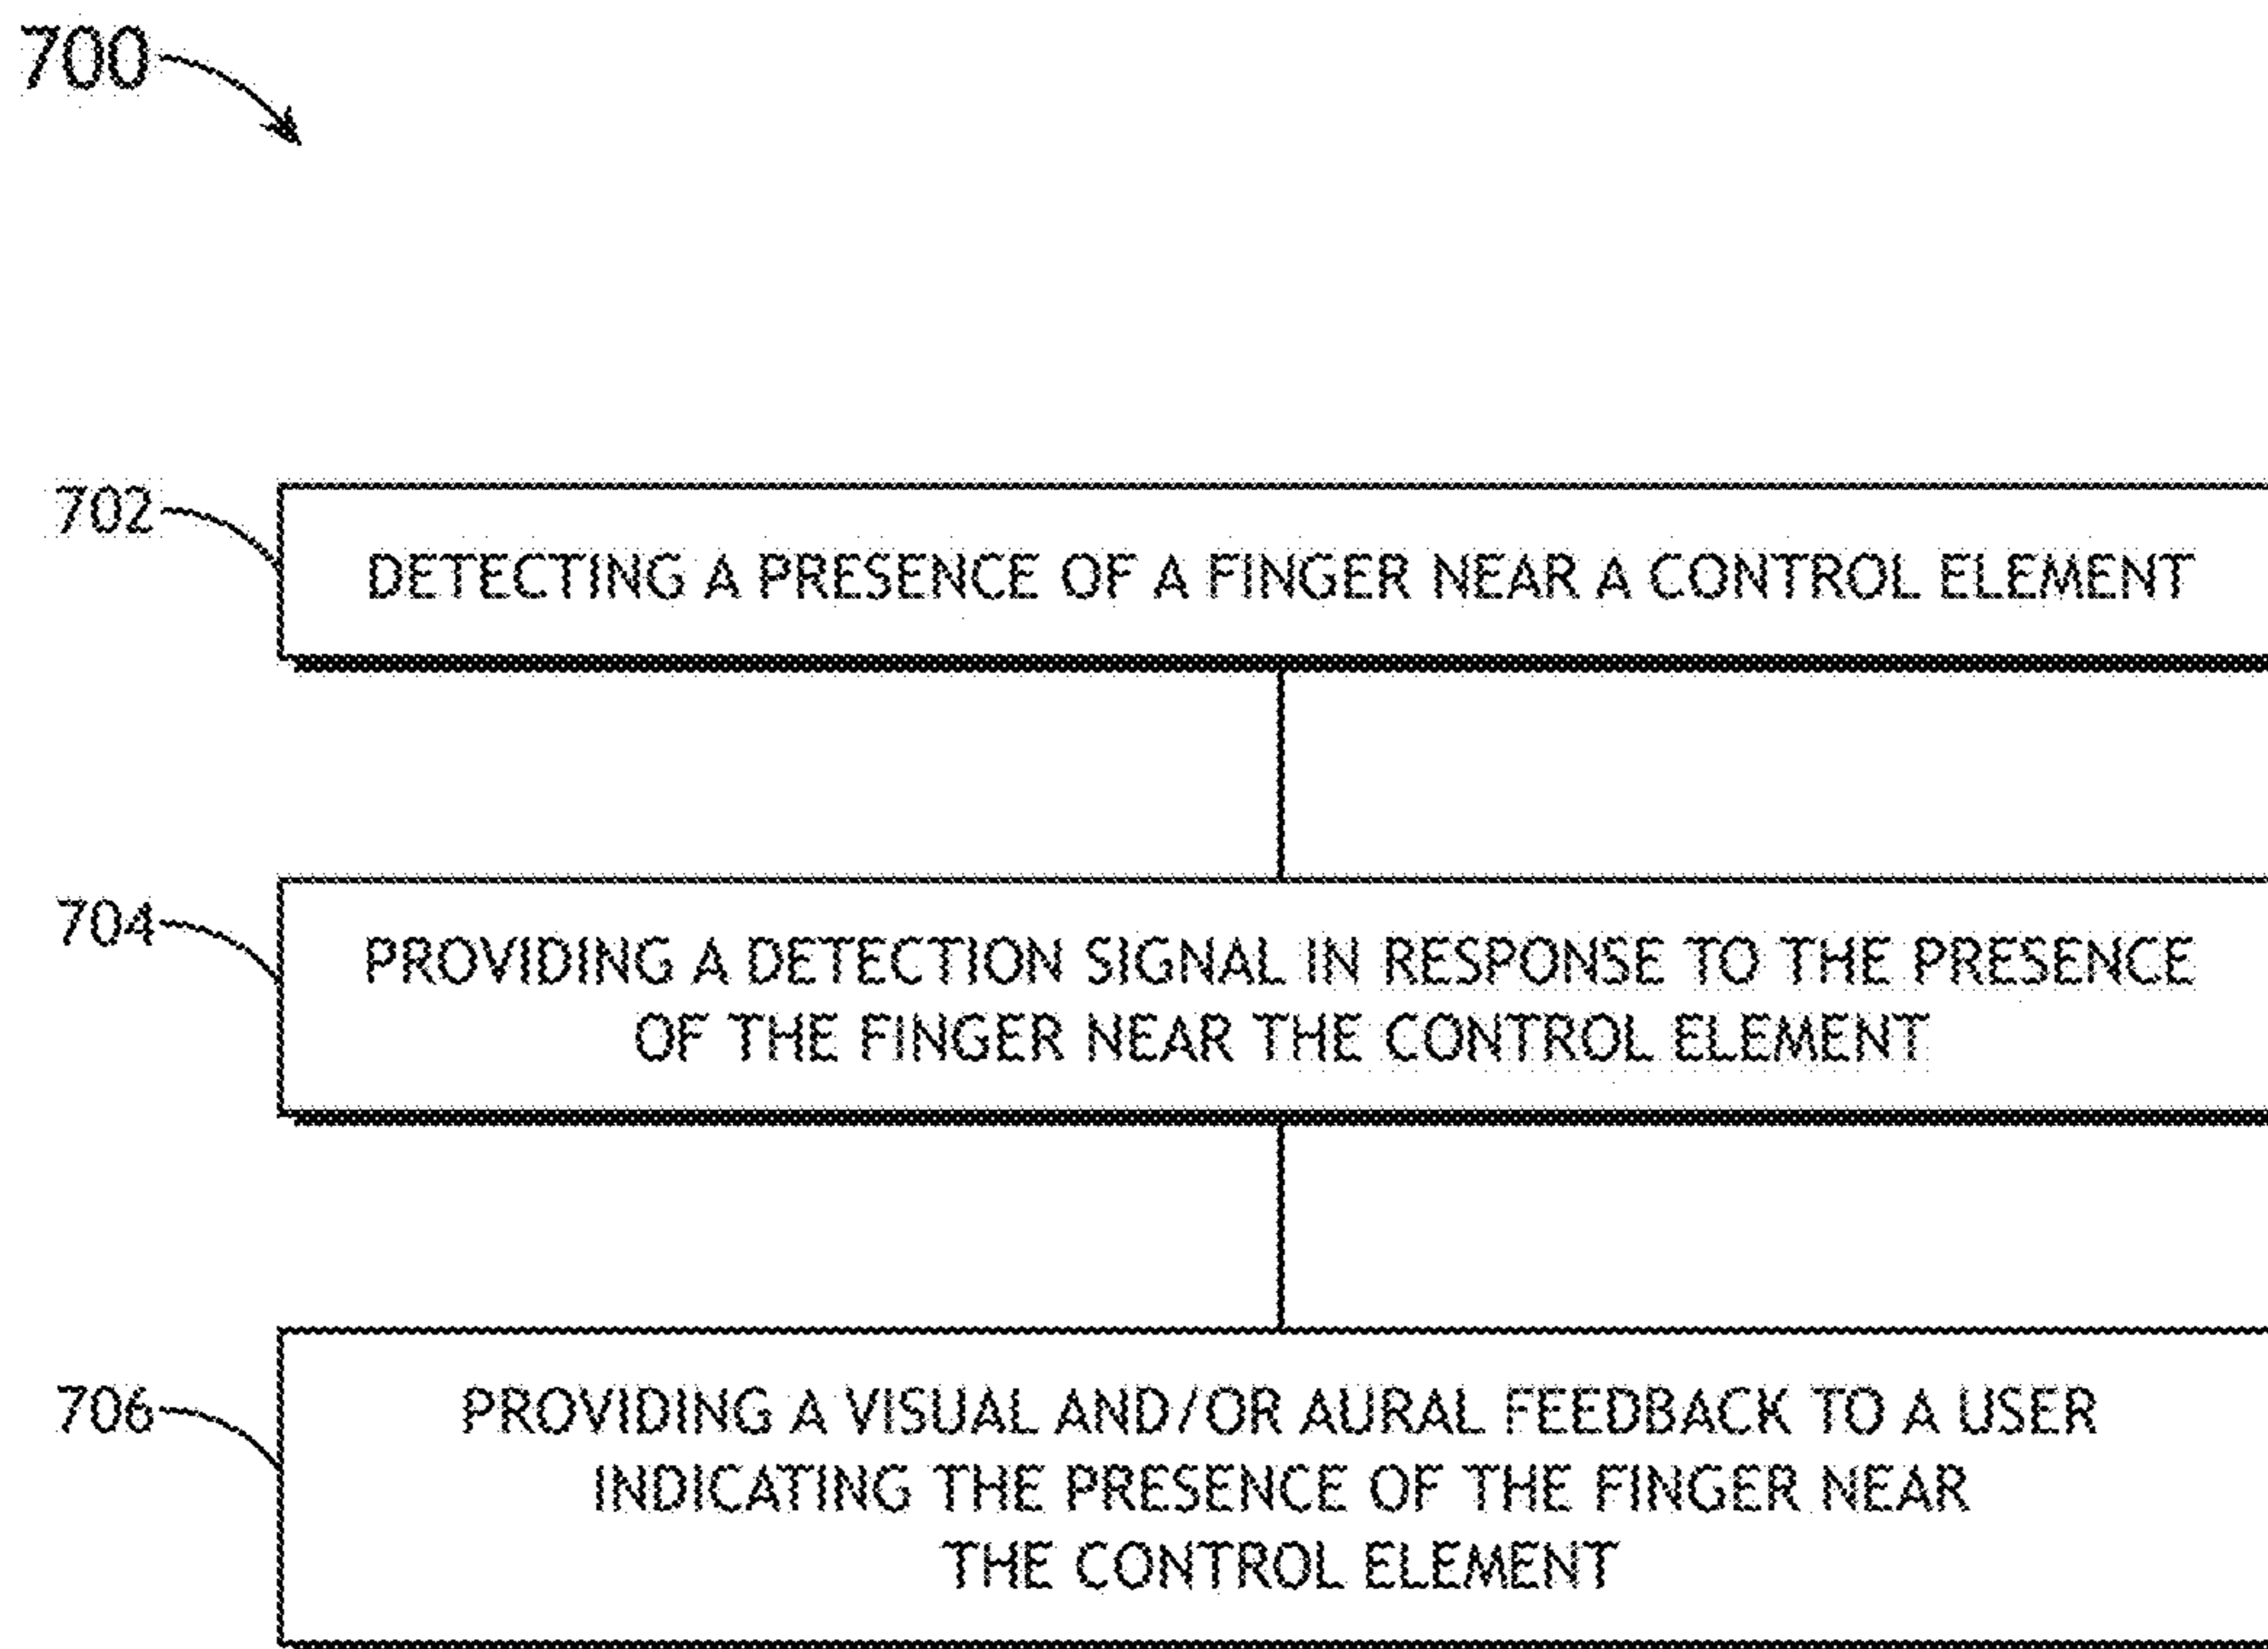 700
702
DETECTING A PRESENCE OF A FINGER NEAR A CONTROL ELEMENT
704
PROVIDING A DETECTION SIGNAL IN RESPONSE TO THE PRESENCE
OF THE FINGER NEAR THE CONTROL ELEMENT
706
PROVIDING A VISUAL AND/OR AURAL FEEDBACK TO A USER
INDICATING THE PRESENCE OF THE FINGER NEAR
THE CONTROL ELEMENT